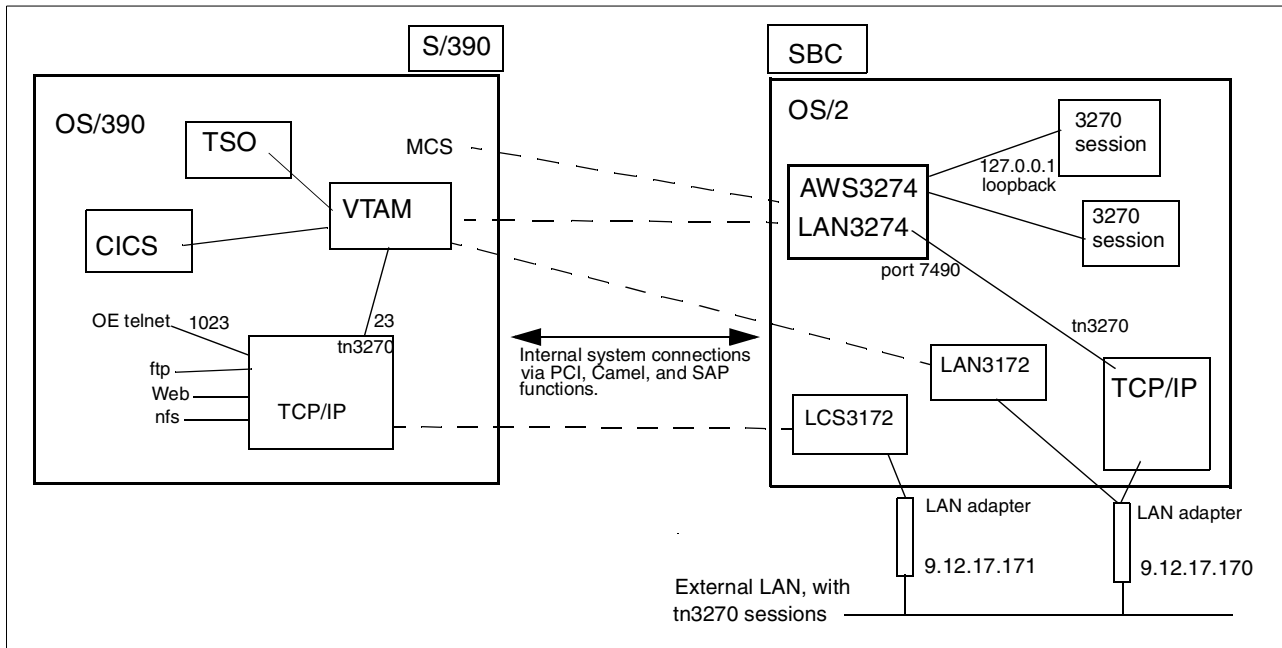 S/390
SBC
OS/390
TSO
MCS
VTAM
CICS
OE telnet
1023
23
tn3270
ftp
Web
nfs
TCP/IP
Internal system connections
via PCI, Camel, and SAP
functions.
OS/2
3270
session
127.0.0.1
loopback
AWS3274
LAN3274
3270
session
port 7490
tn3270
LAN3172
TCP/IP
LCS3172
LAN adapter
LAN adapter
9.12.17.171
9.12.17.170
External LAN, with
tn3270 sessions